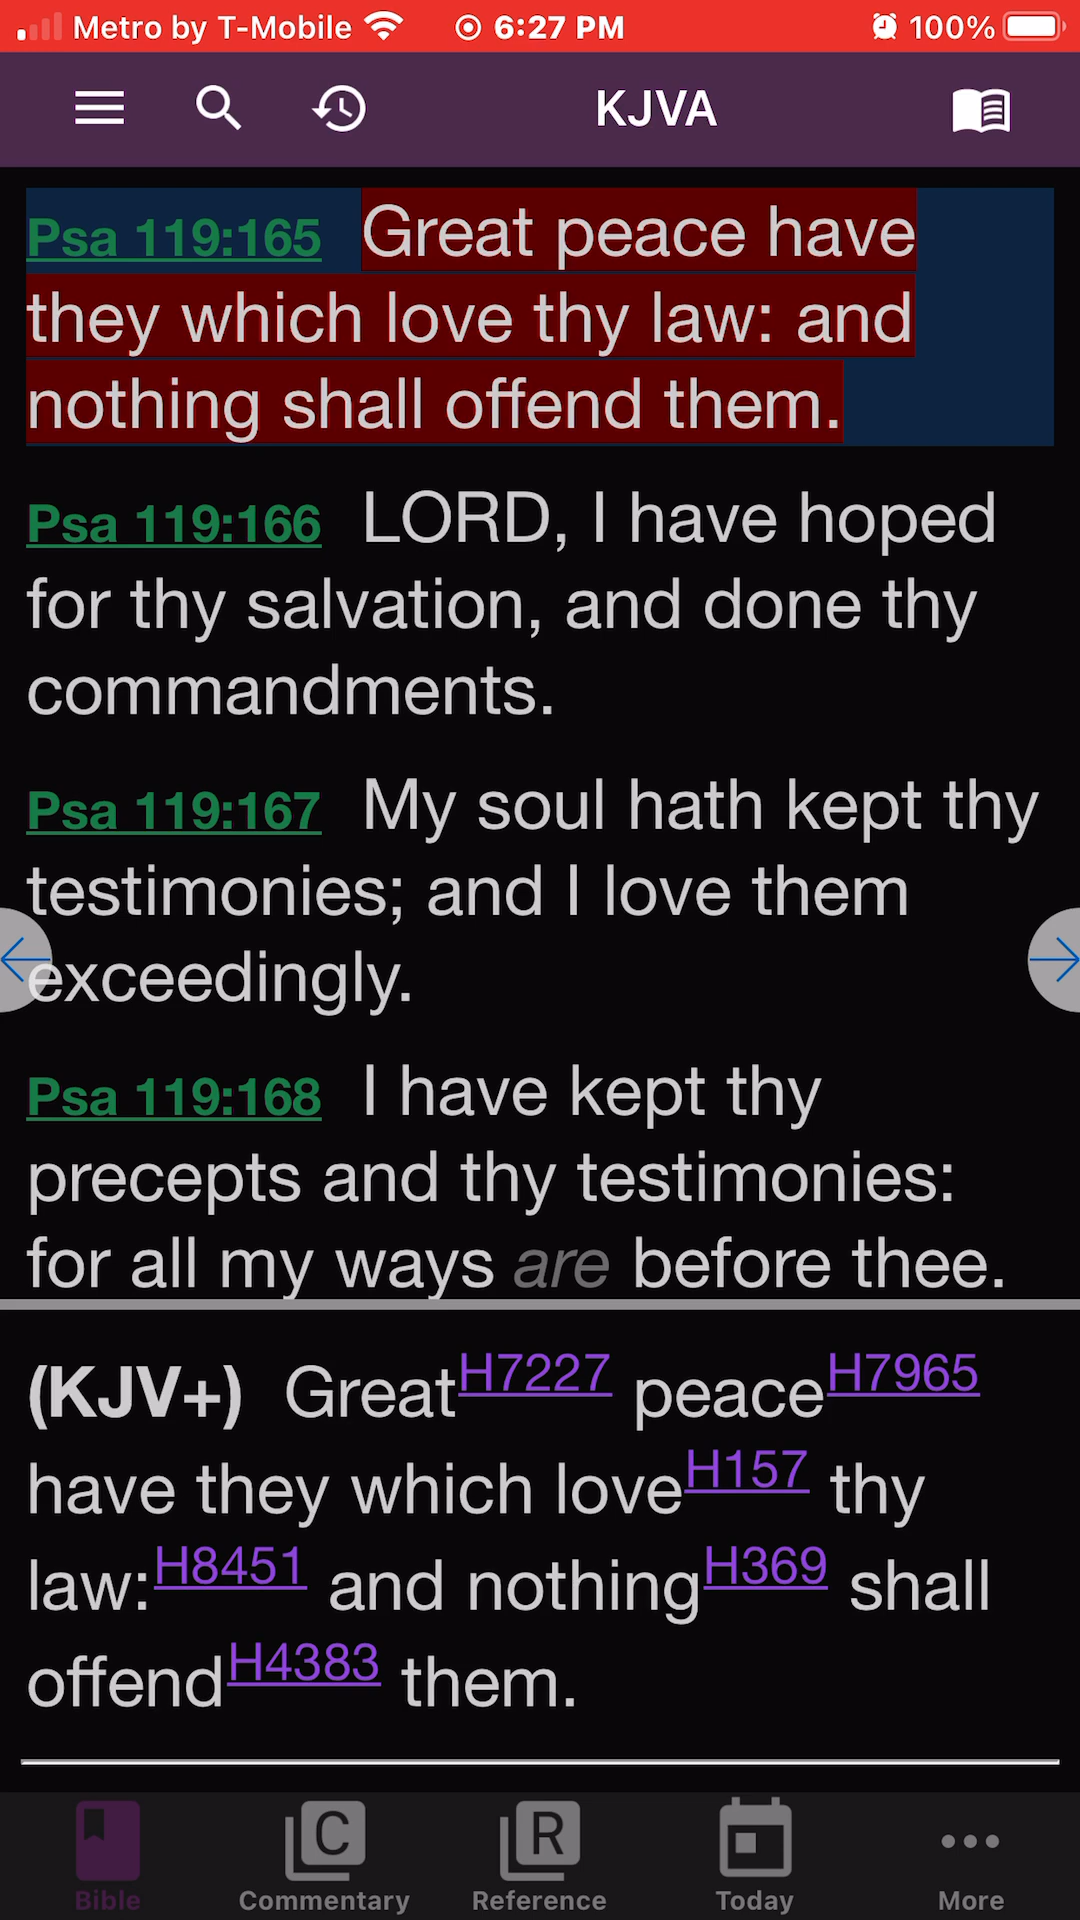 Metro by T-Mobile 6:27 PM 100%
KJVA
Psa 119:165 Great peace have
they which love thy law: and
nothing shall offend them.
Psa 119:166 LORD, I have hoped
for thy salvation, and done thy
commandments.
Psa 119:167 My soul hath kept thy
testimonies; and I love them
exceedingly.
Psa 119:168 I have kept thy
precepts and thy testimonies:
for all my ways are before thee.
(KJV+) GreatH7227 peaceH7965
have they which loveH157 thy
law:H8451 and nothingH369 shall
offendH4383 them.
C R
Bible Commentary Reference Today More